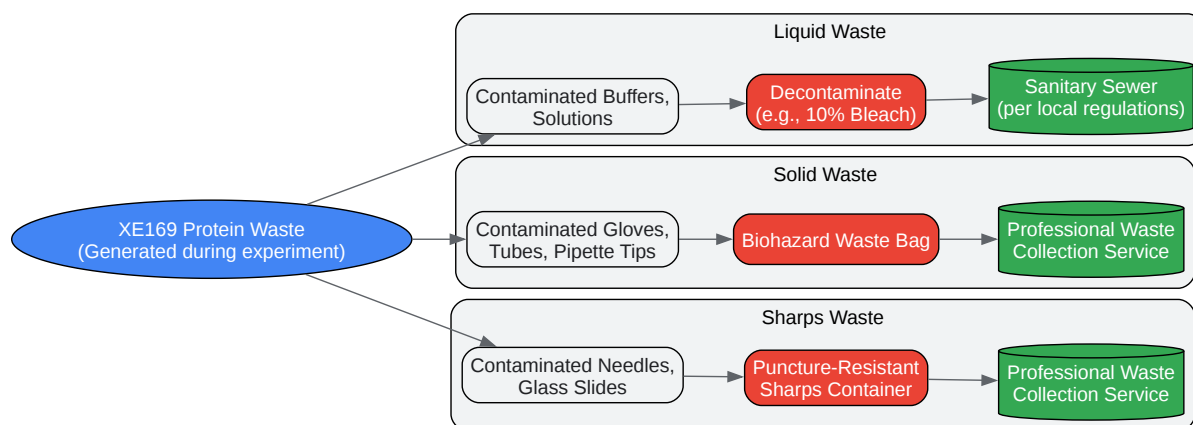 Liquid Waste
Contaminated Buffers,
Solutions
Decontaminate
(e.g., 10% Bleach)
Sanitary Sewer
(per local regulations)
XE169 Protein Waste
(Generated during experiment)
Solid Waste
Contaminated Gloves,
Tubes, Pipette Tips
Biohazard Waste Bag
Professional Waste
Collection Service
Sharps Waste
Contaminated Needles,
Glass Slides
Puncture-Resistant
Sharps Container
Professional Waste
Collection Service